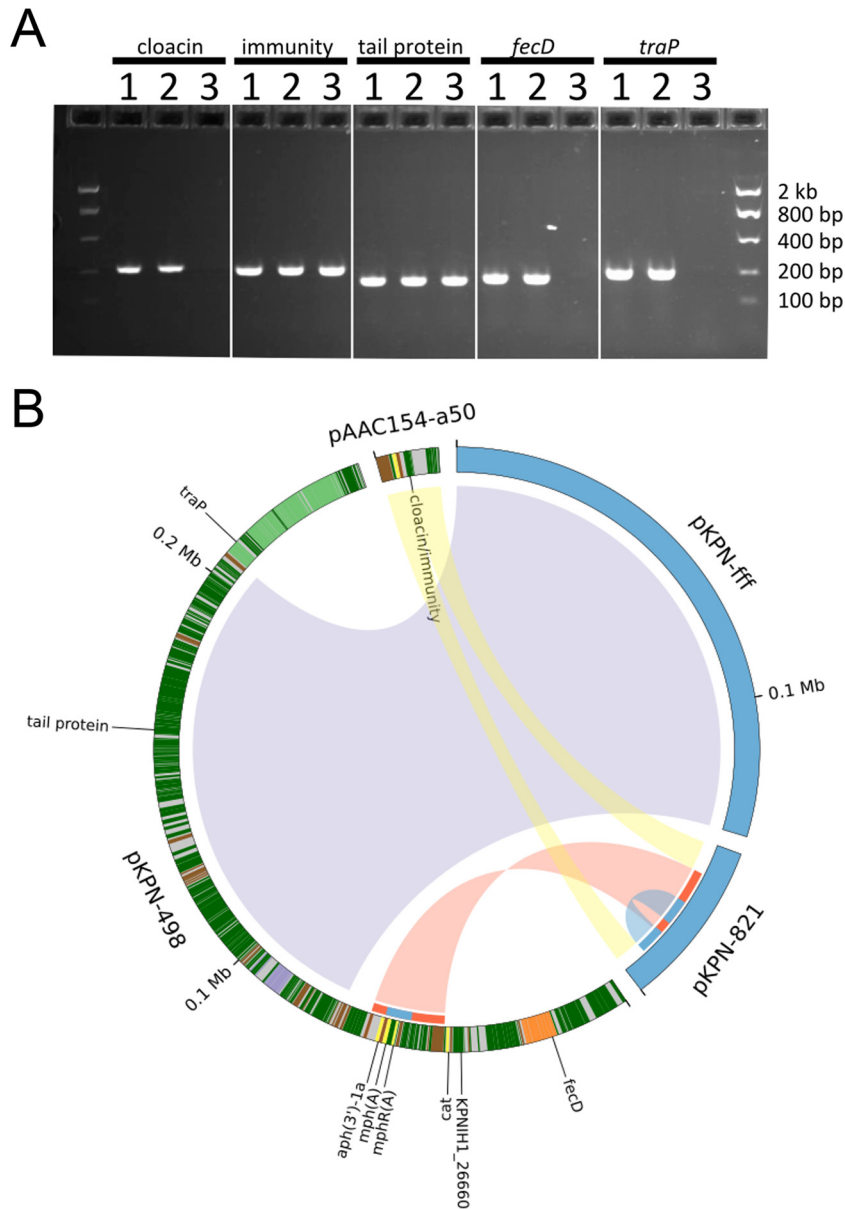 A
cloacin immunity tail protein fecD traP
1 2 3 1 2 3 1 2 3 1 2 3 1 2 3
2 kb
800 bp
400 bp
200 bp
100 bp
B
pAAC154-a50
cloacin/immunity
pKPN-fff
0.1 Mb
pKPN-821
fecD
KPNIH1_26660
cat
mphR(A)
mph(A)
aph(3')-1a
0.1 Mb
pKPN-498
tail protein
0.2 Mb
traP